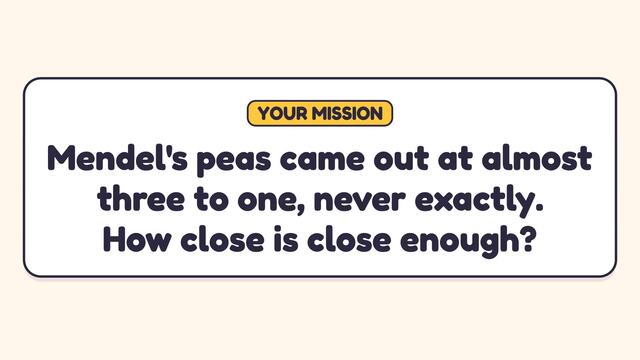 YOUR MISSION
Mendel's peas came out at almost
three to one, never exactly.
How close is close enough?